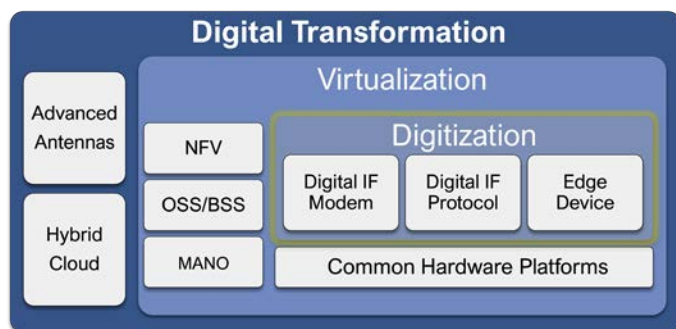 Digital Transformation
Advanced
Antennas
Hybrid
Cloud
Virtualization
NFV
OSS/BSS
MANO
Digitization
Digital IF
Modem
Digital IF
Protocol
Edge
Device
Common Hardware Platforms